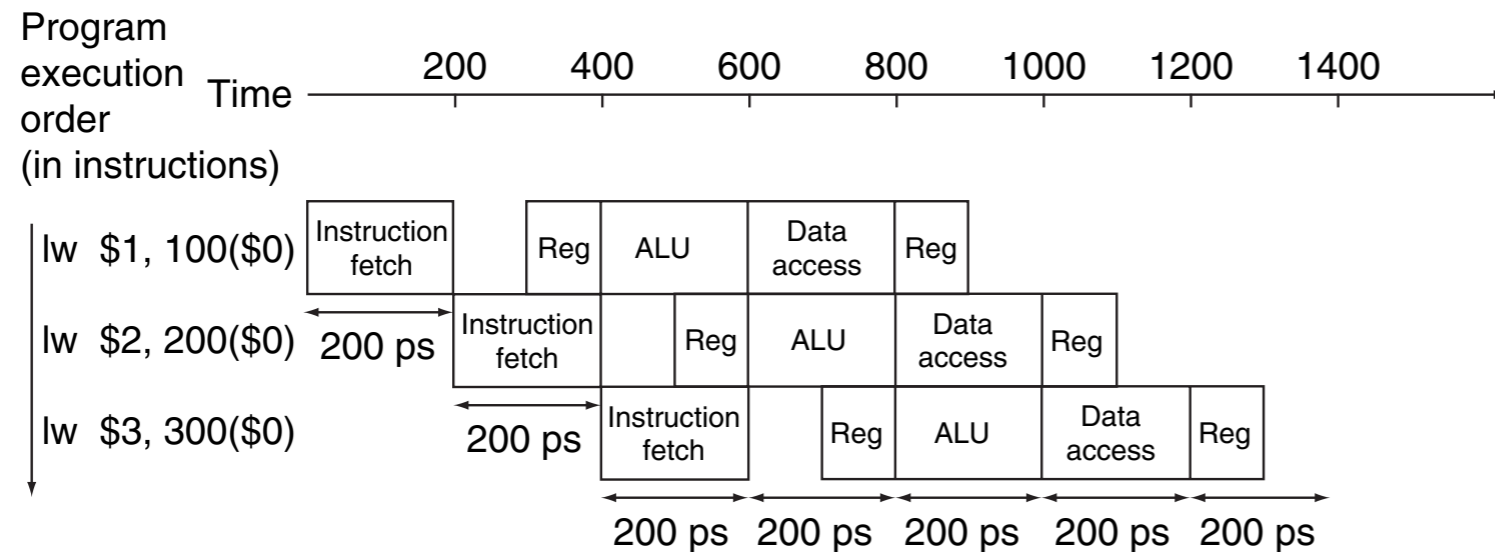 Program
execution
order
(in instructions)
Time
200 400 600 800 1000 1200 1400
lw $1, 100($0)
Instruction
fetch
Reg
ALU
Data
access
Reg
200 ps
lw $2, 200($0)
Instruction
fetch
Reg
ALU
Data
access
Reg
200 ps
lw $3, 300($0)
Instruction
fetch
Reg
ALU
Data
access
Reg
200 ps 200 ps 200 ps 200 ps 200 ps